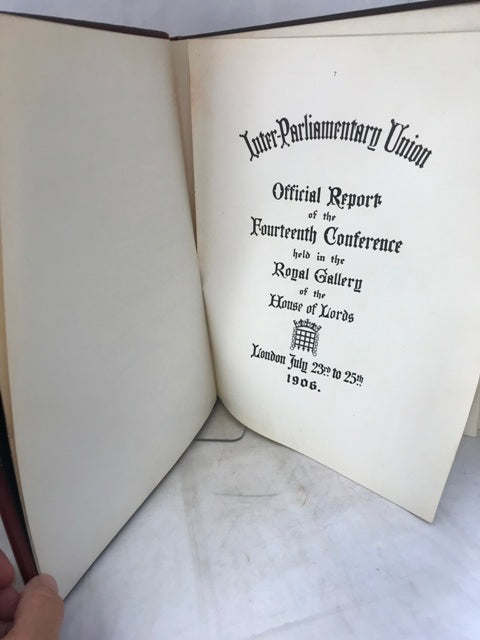 Inter-Parliamentary Union
Official Report
of the
Fourteenth Conference
held in the
Royal Gallery
of the
House of Lords
London July 23rd to 25th
1906.